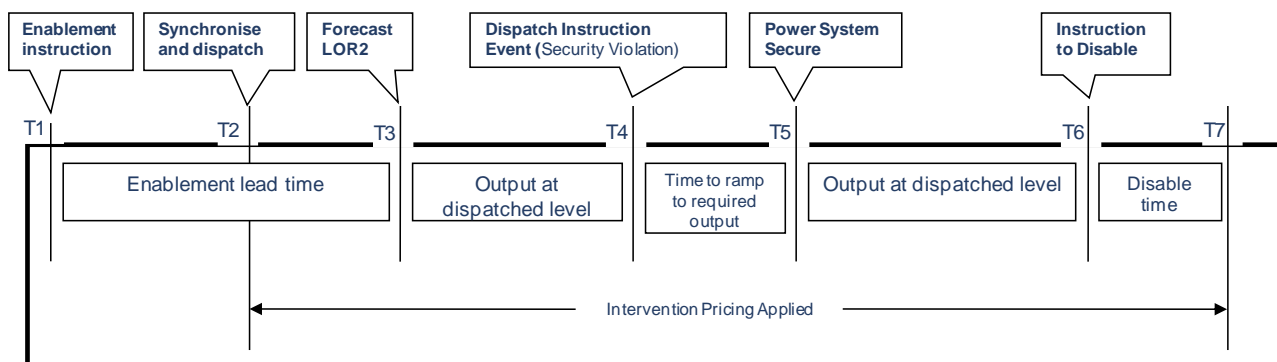 Enablement
instruction
Synchronise
and dispatch
Forecast
LOR2
Dispatch Instruction
Event (Security Violation)
Power System
Secure
Instruction
to Disable
T1
T2
T3
T4
T5
T6
T7
Enablement lead time
Output at
dispatched level
Time to ramp
to required
output
Output at dispatched level
Disable
time
Intervention Pricing Applied